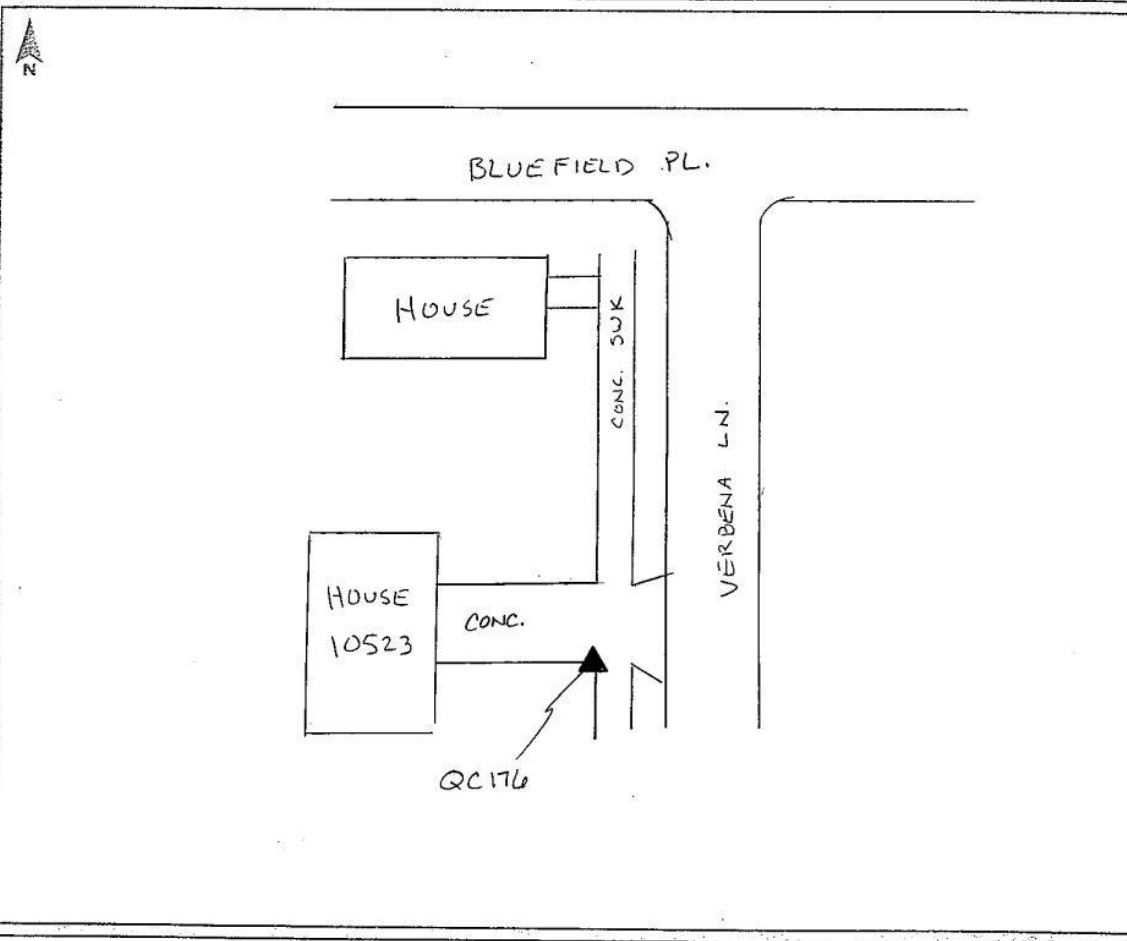 N
BLUEFIELD PL.
HOUSE
CONC. SWK
VERBENA LN.
HOUSE
10523
CONC.
QC176